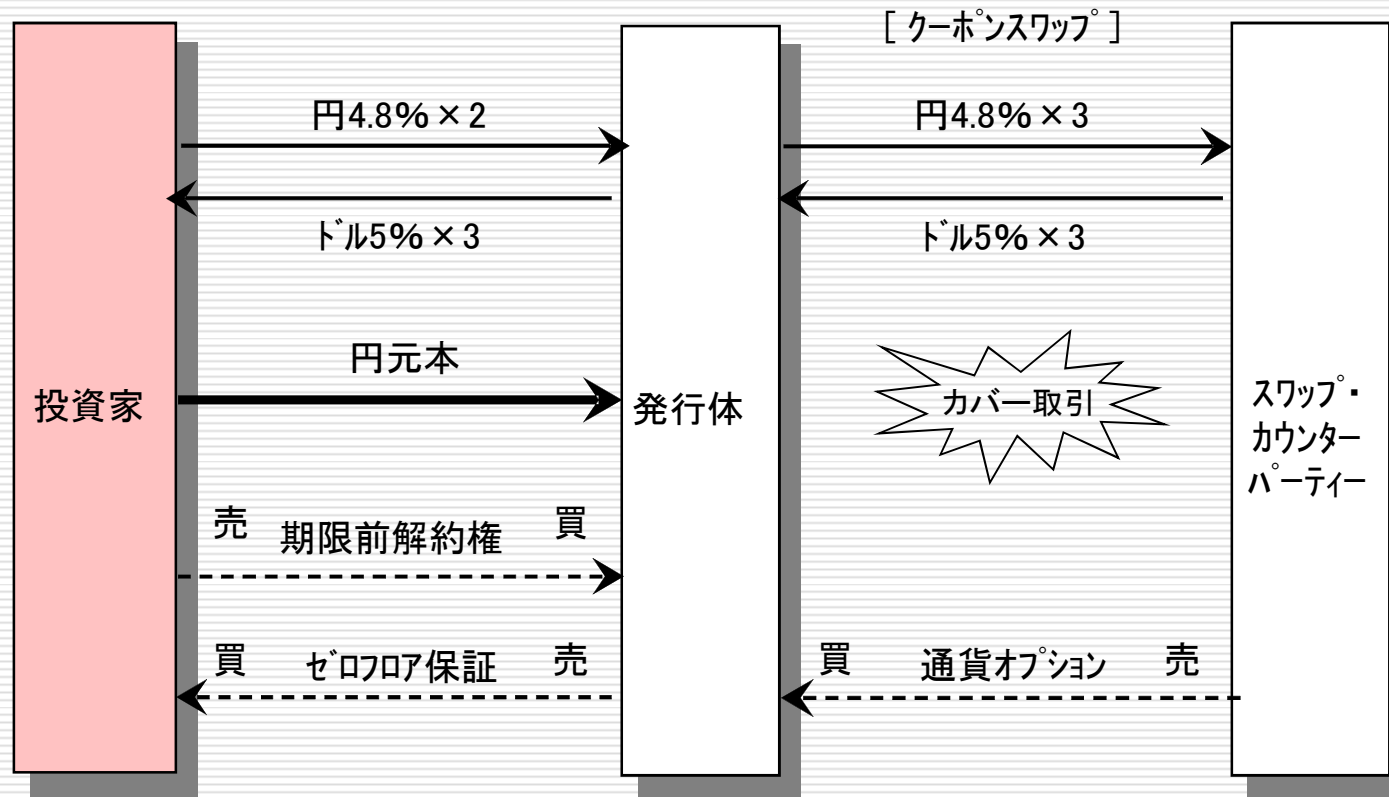 [ クーポンスワップ ]
円4.8%×2
円4.8%×3
ドル5%×3
ドル5%×3
円元本
投資家
発行体
カバー取引
スワップ・
カウンター
パーティー
売 期限前解約権 買
買 ゼロフロア保証 売
買 通貨オプション 売